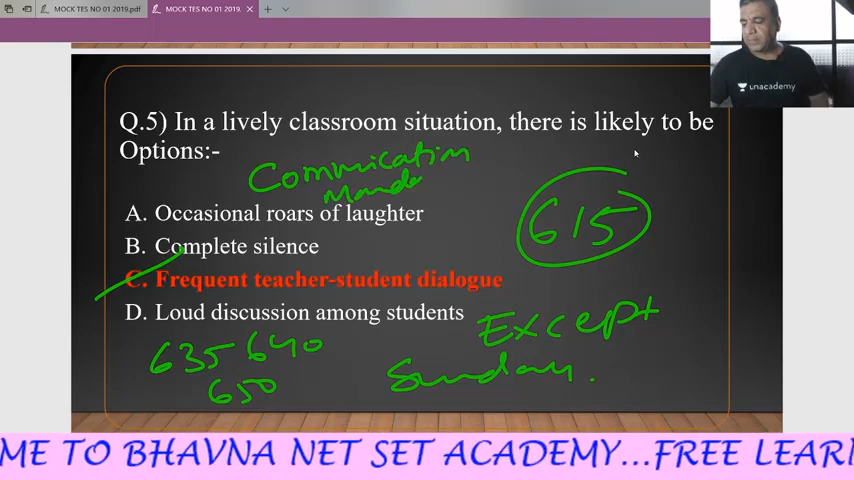 MOCK TES NO 01 2019.pdf
MOCK TES NO 01 2019.
unacademy
Q.5) In a lively classroom situation, there is likely to be
Options:-
Commication
Manda
A. Occasional roars of laughter
615
B. Complete silence
C. Frequent teacher-student dialogue
D. Loud discussion among students
Except
635 640
650
Sunday.
ME TO BHAVNA NET SET ACADEMY...FREE LEARI